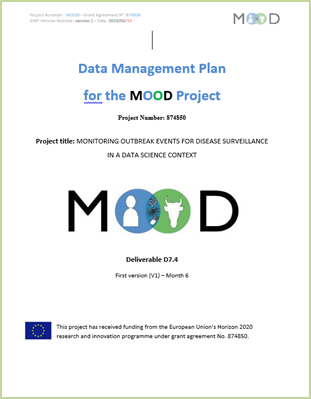 Project Acronym : MOOD – Grant Agreement N°: 874850
DMP Version Number: version 1 – Date: 2020/06/
MOOD
Data Management Plan
for the MOOD Project
Project Number: 874850
Project title: MONITORING OUTBREAK EVENTS FOR DISEASE SURVEILLANCE
IN A DATA SCIENCE CONTEXT
MOOD
Deliverable D7.4
First version (V1) – Month 6
This project has received funding from the European Union's Horizon 2020
research and innovation programme under grant agreement No. 874850.